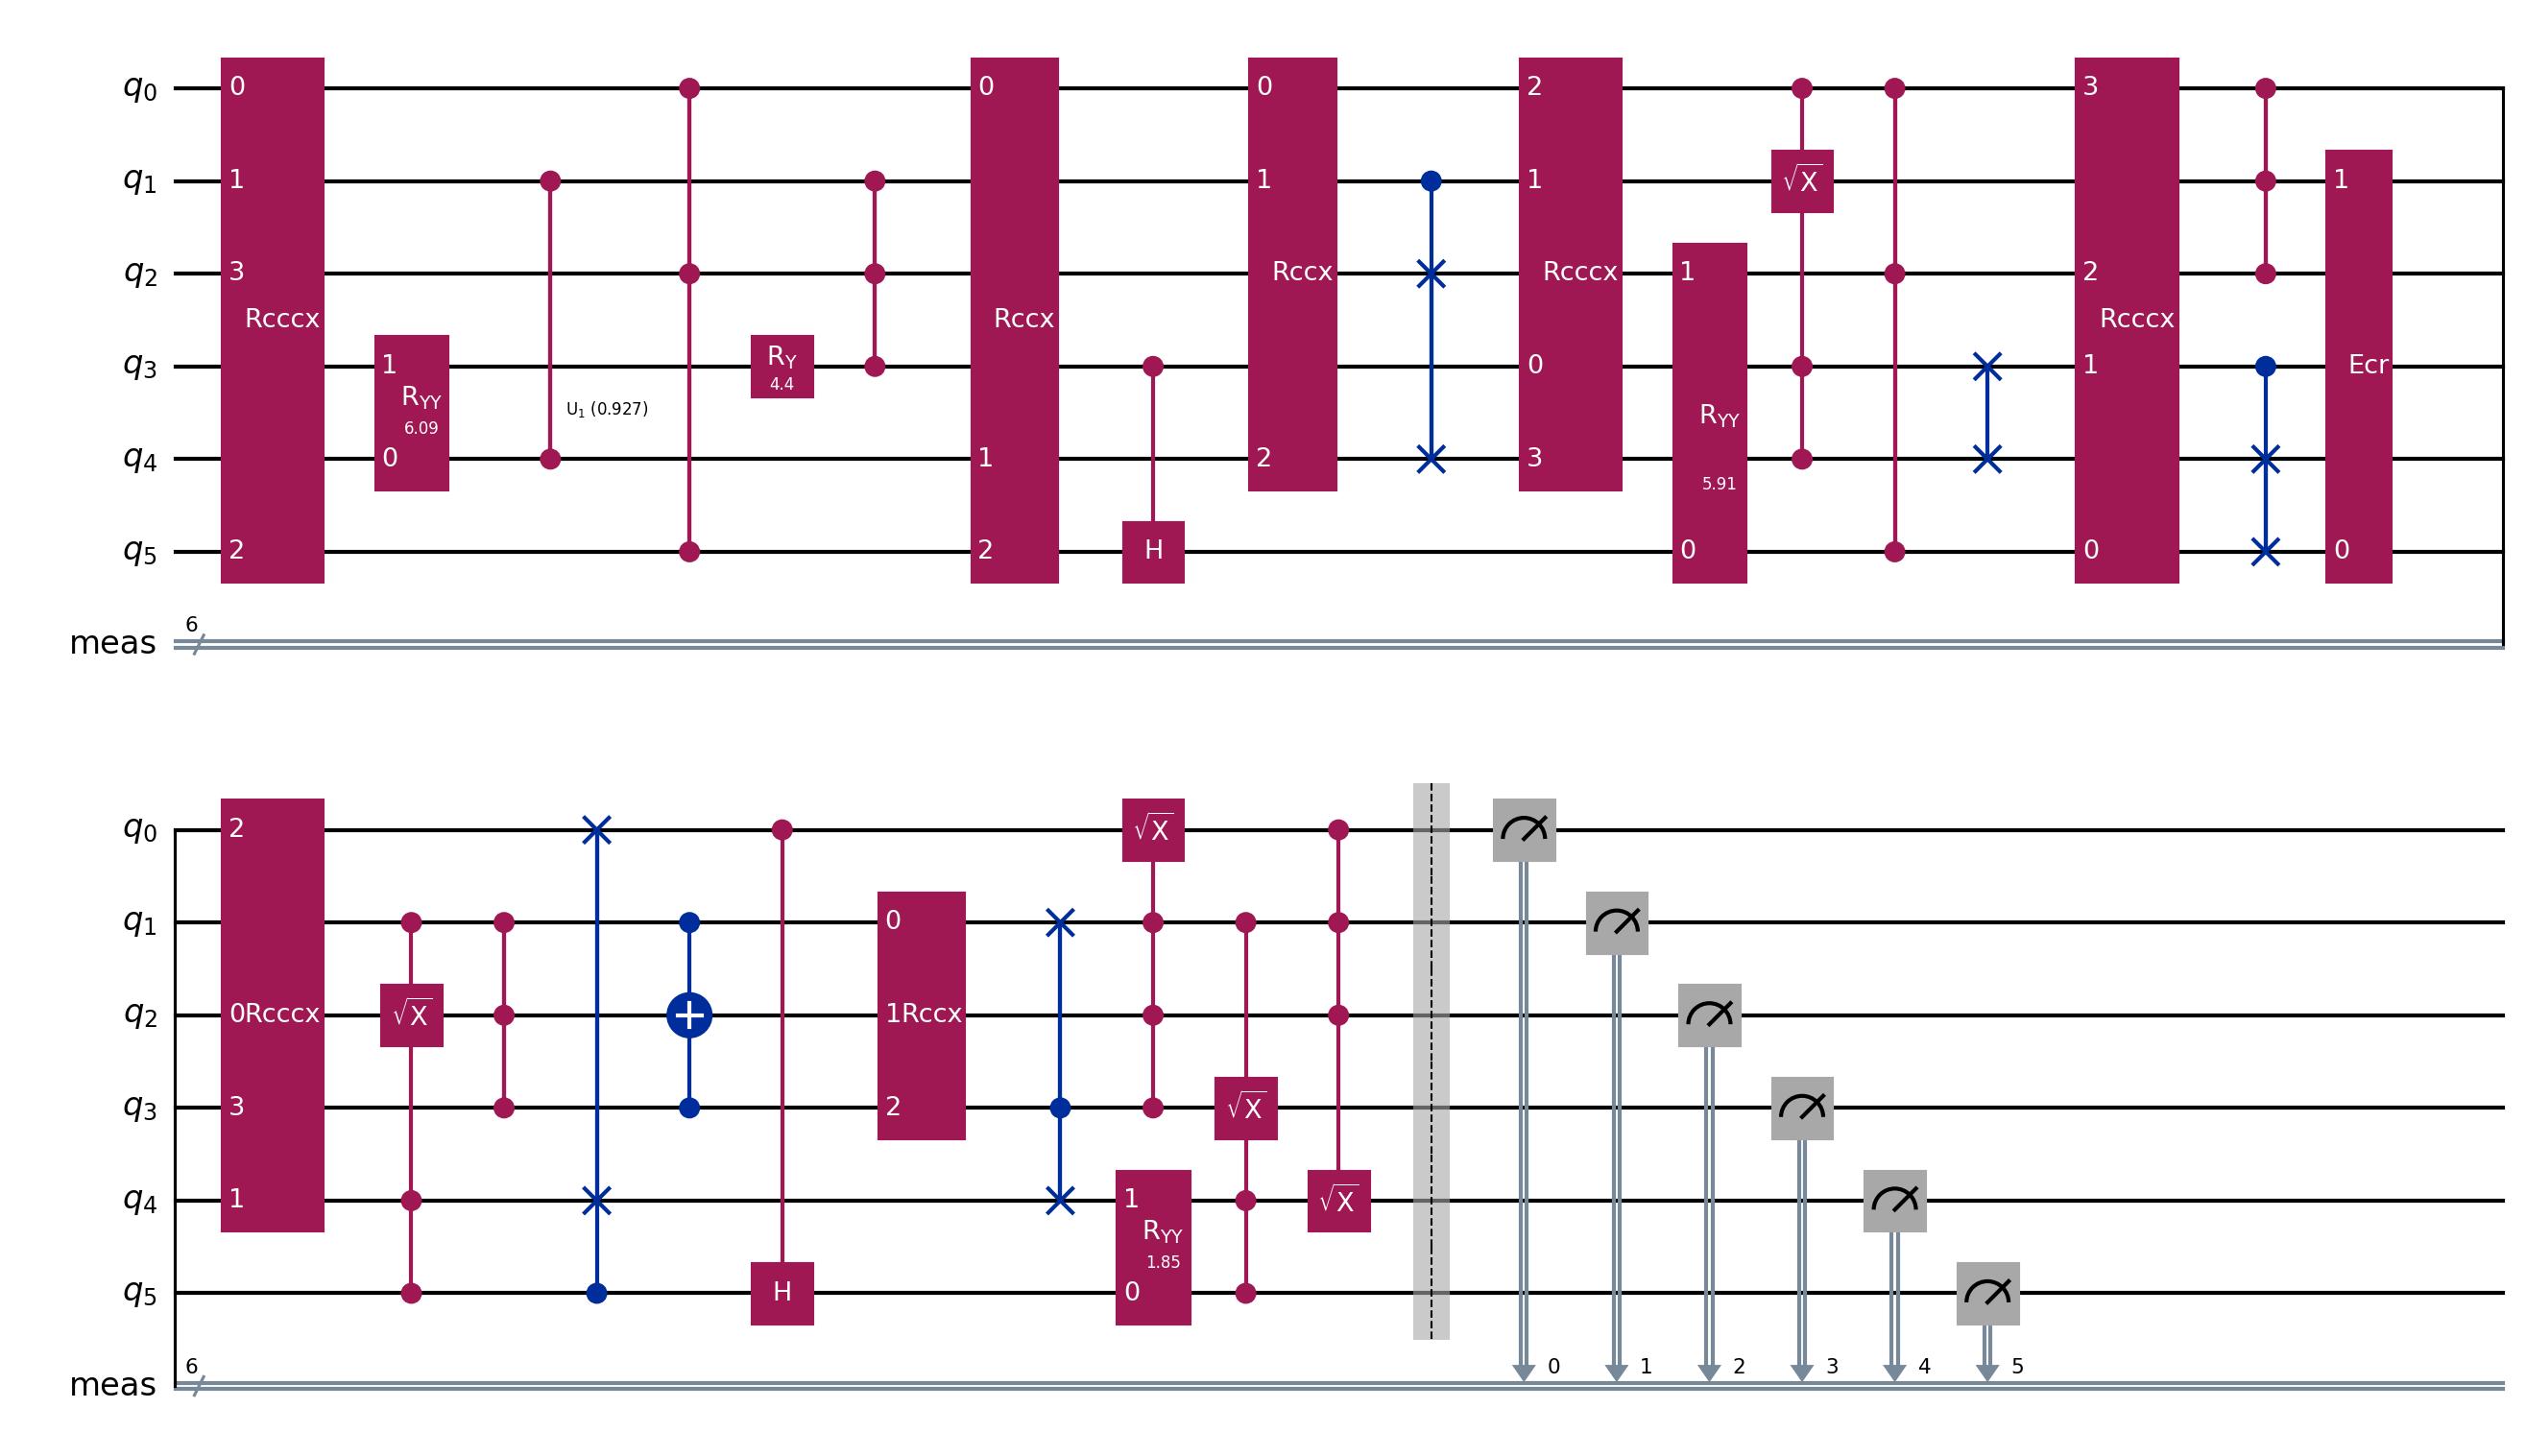 q0 0 0 0 2 3
q1 1 1 1 √X 1
q2 3 Rccx Rcccx 1 2
Rcccx Rccx Rcccx
q3 1 RY 4.4 0 1 Ecr
RYY 6.09 U1 (0.927) RYY 5.91
q4 0 1 2 3
q5 2 2 H 0 0 0
meas 6
q0 2 √X
q1 0
q2 0Rcccx √X 1Rccx
q3 3 2 √X
q4 1 1 √X
RYY 1.85
q5 H 0
meas 6 0 1 2 3 4 5